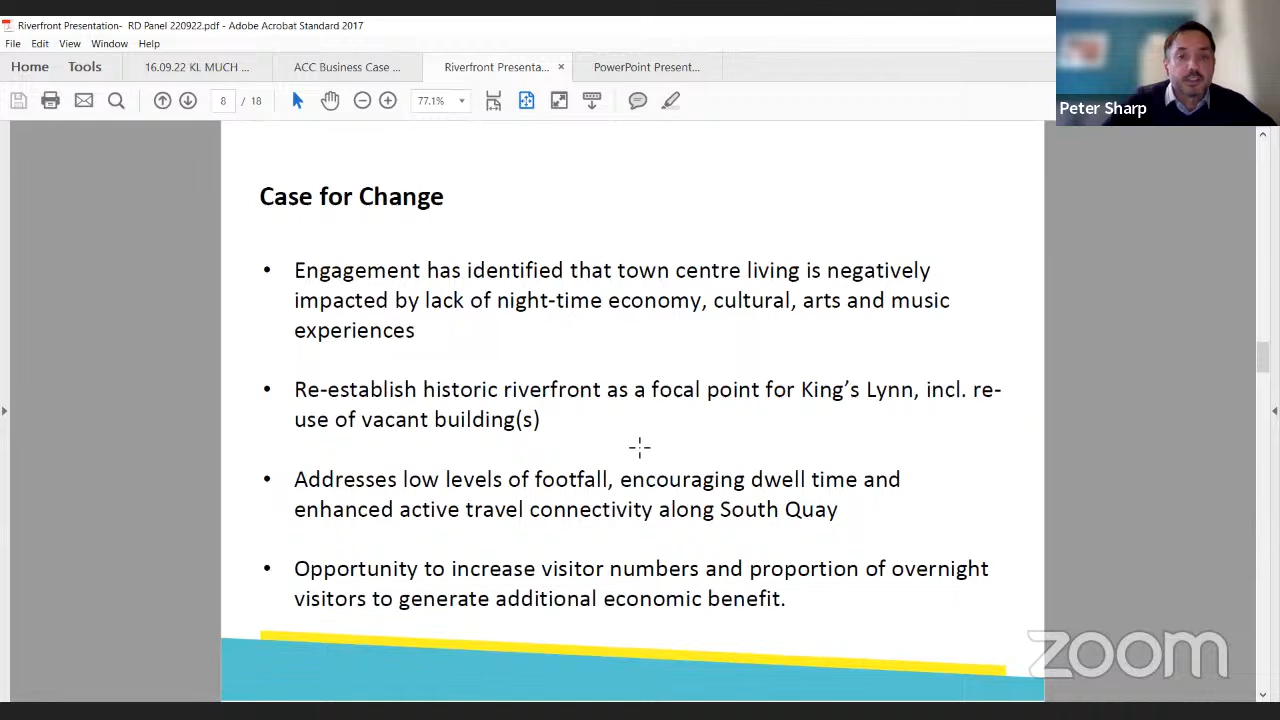 Riverfront Presentation- RD Panel 220922.pdf - Adobe Acrobat Standard 2017
File Edit View Window Help
Home Tools 16.09.22 KL MUCH ... ACC Business Case ... Riverfront Presenta... × PowerPoint Present...
8 / 18 77.1%
Peter Sharp
Case for Change
• Engagement has identified that town centre living is negatively
impacted by lack of night-time economy, cultural, arts and music
experiences
• Re-establish historic riverfront as a focal point for King’s Lynn, incl. re-
use of vacant building(s)
• Addresses low levels of footfall, encouraging dwell time and
enhanced active travel connectivity along South Quay
• Opportunity to increase visitor numbers and proportion of overnight
visitors to generate additional economic benefit.
zoom